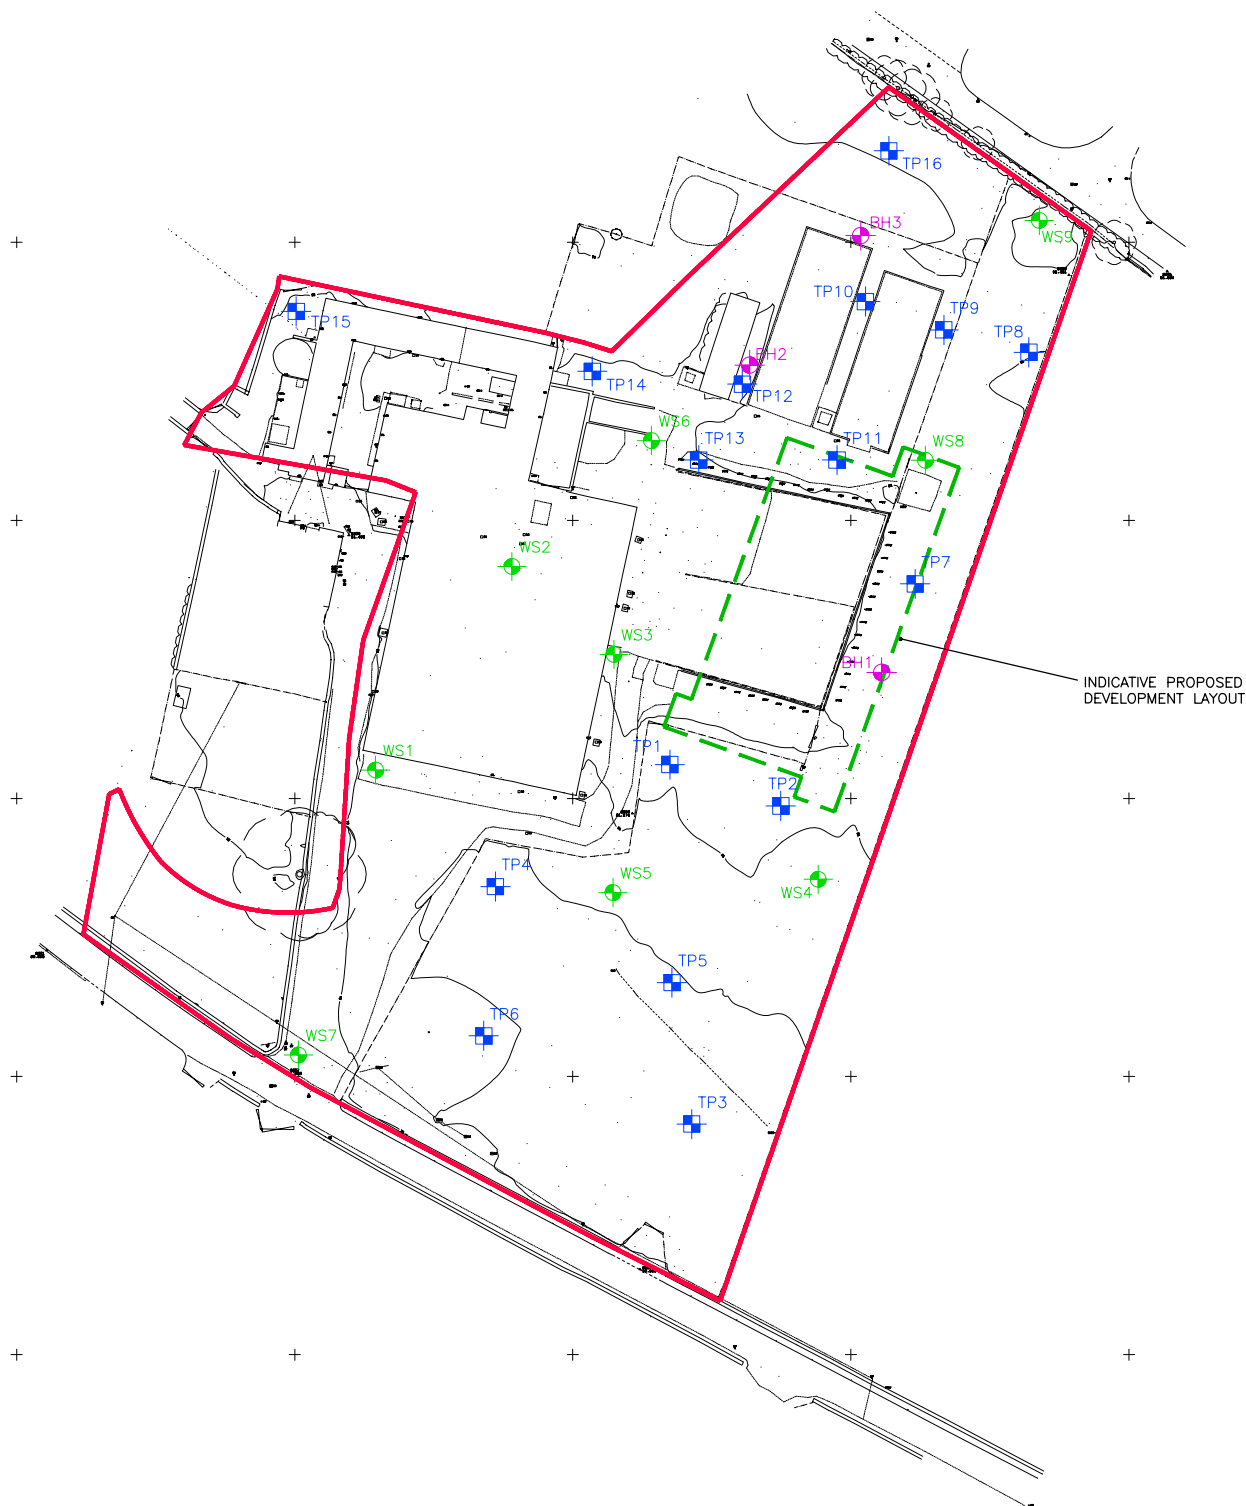 TP16
BH3
WS9
TP10
TP9
TP8
TP15
BH2
TP14
TP12
WS6
TP13
TP11
WS8
WS2
TP7
WS3
BH1
INDICATIVE PROPOSED
DEVELOPMENT LAYOUT
TP1
WS1
TP2
TP4
WS5
WS4
TP5
TP6
WS7
TP3